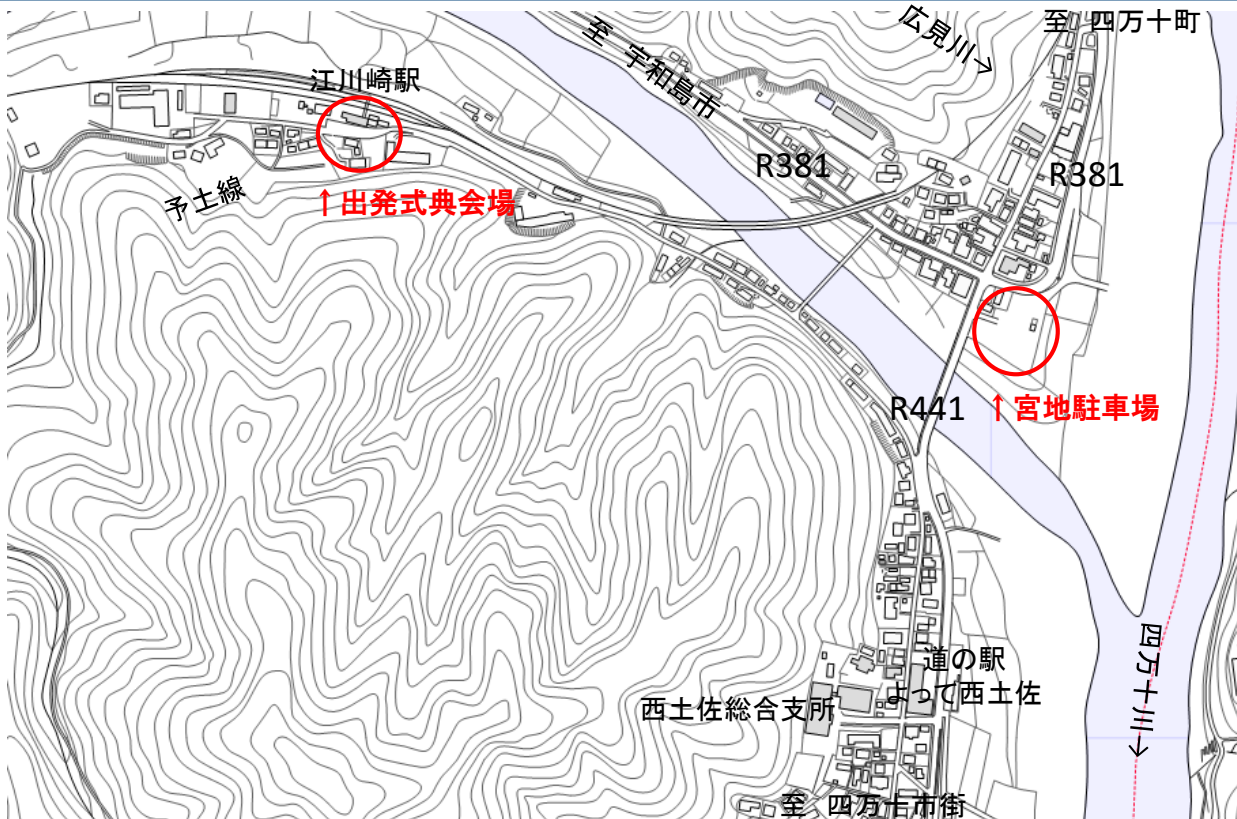 広見川→
至 四万十町
至 宇和島市
江川崎駅
R381
R381
予土線
↑出発式典会場
R441
↑宮地駐車場
四万十川→
道の駅
よって西土佐
西土佐総合支所
至 四万十市街